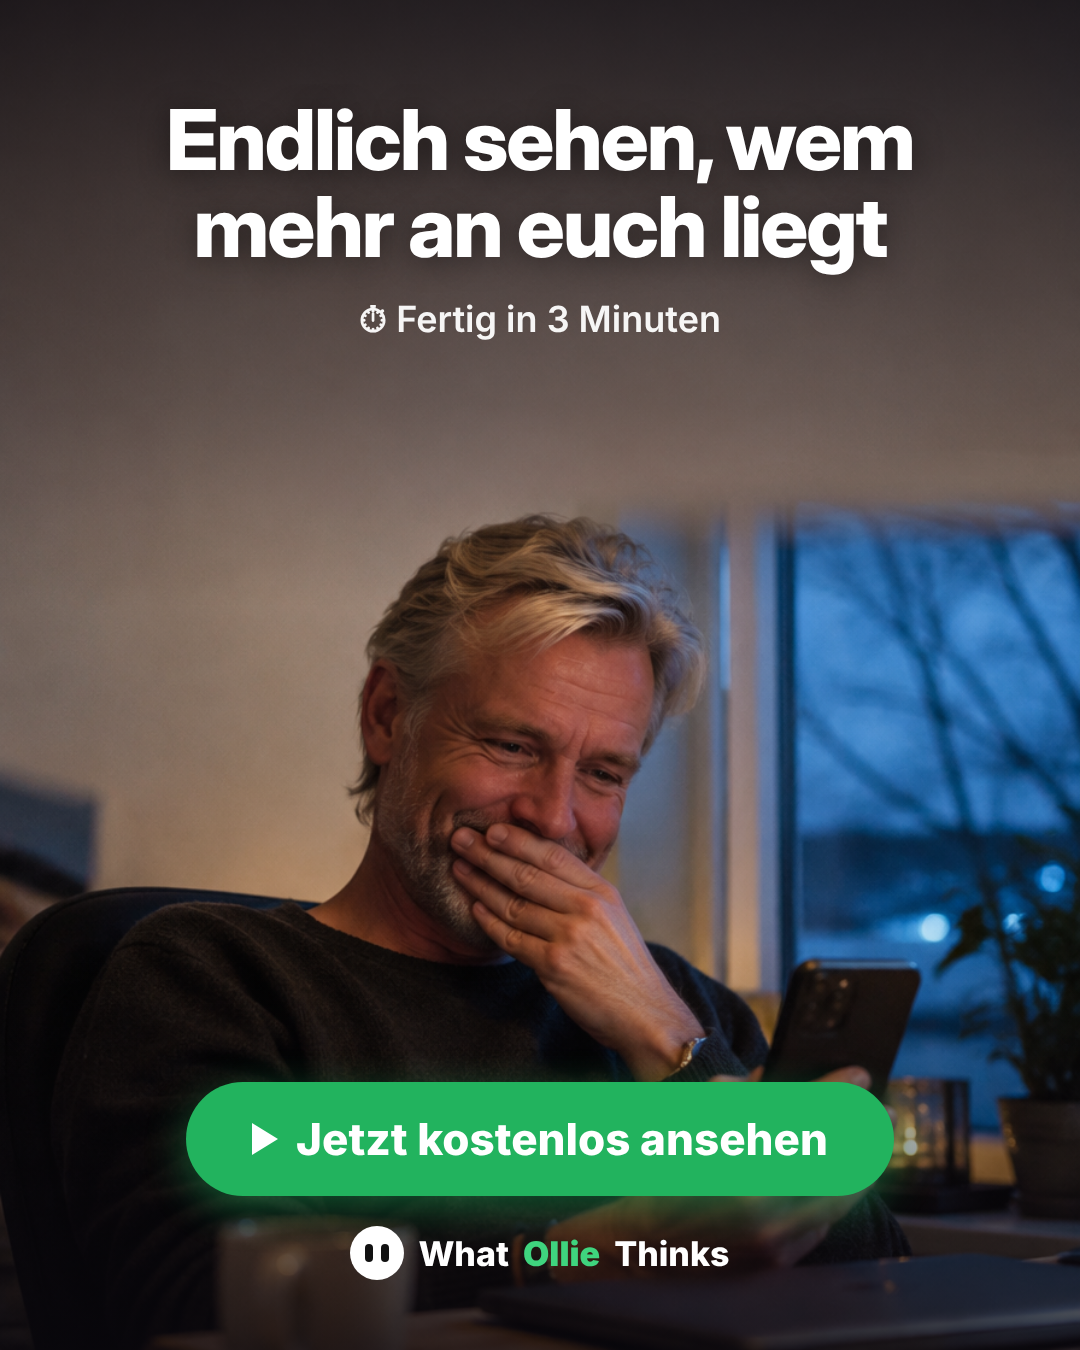 Endlich sehen, wem
mehr an euch liegt
⏱ Fertig in 3 Minuten
▶ Jetzt kostenlos ansehen
What Ollie Thinks